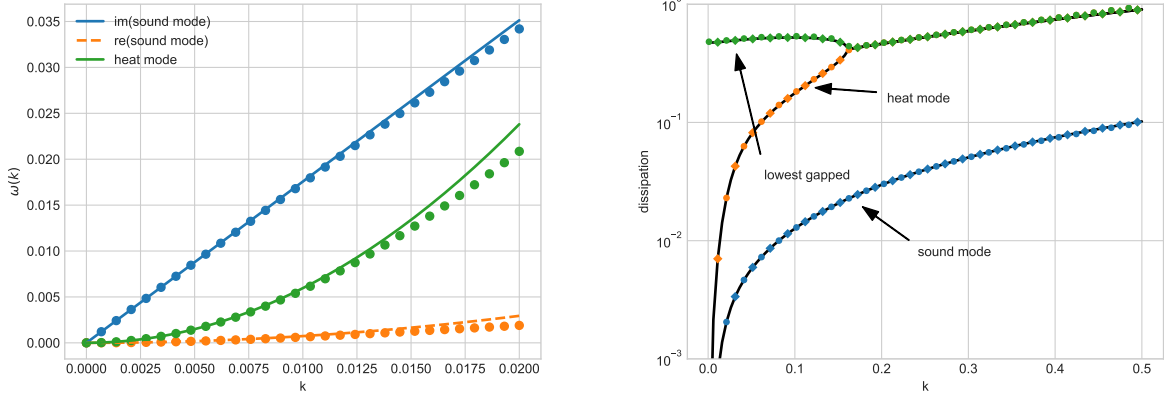 0.035
0.030
0.025
0.020
0.015
0.010
0.005
0.000
ω(k)
im(sound mode)
re(sound mode)
heat mode
0.0000 0.0025 0.0050 0.0075 0.0100 0.0125 0.0150 0.0175 0.020
k
10⁰
10⁻¹
10⁻²
10⁻³
dissipation
heat mode
lowest gapped
sound mode
0.0 0.1 0.2 0.3 0.4 0.5
k